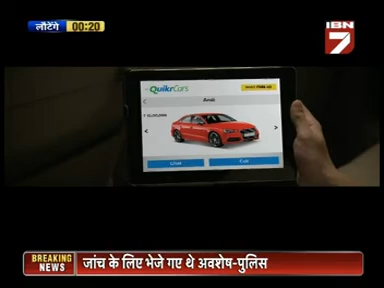 लौटेंगे 00:20
IBN
7
QuikrCars
Audi
Chat Call
BREAKING
NEWS
जांच के लिए भेजे गए थे अवशेष-पुलिस